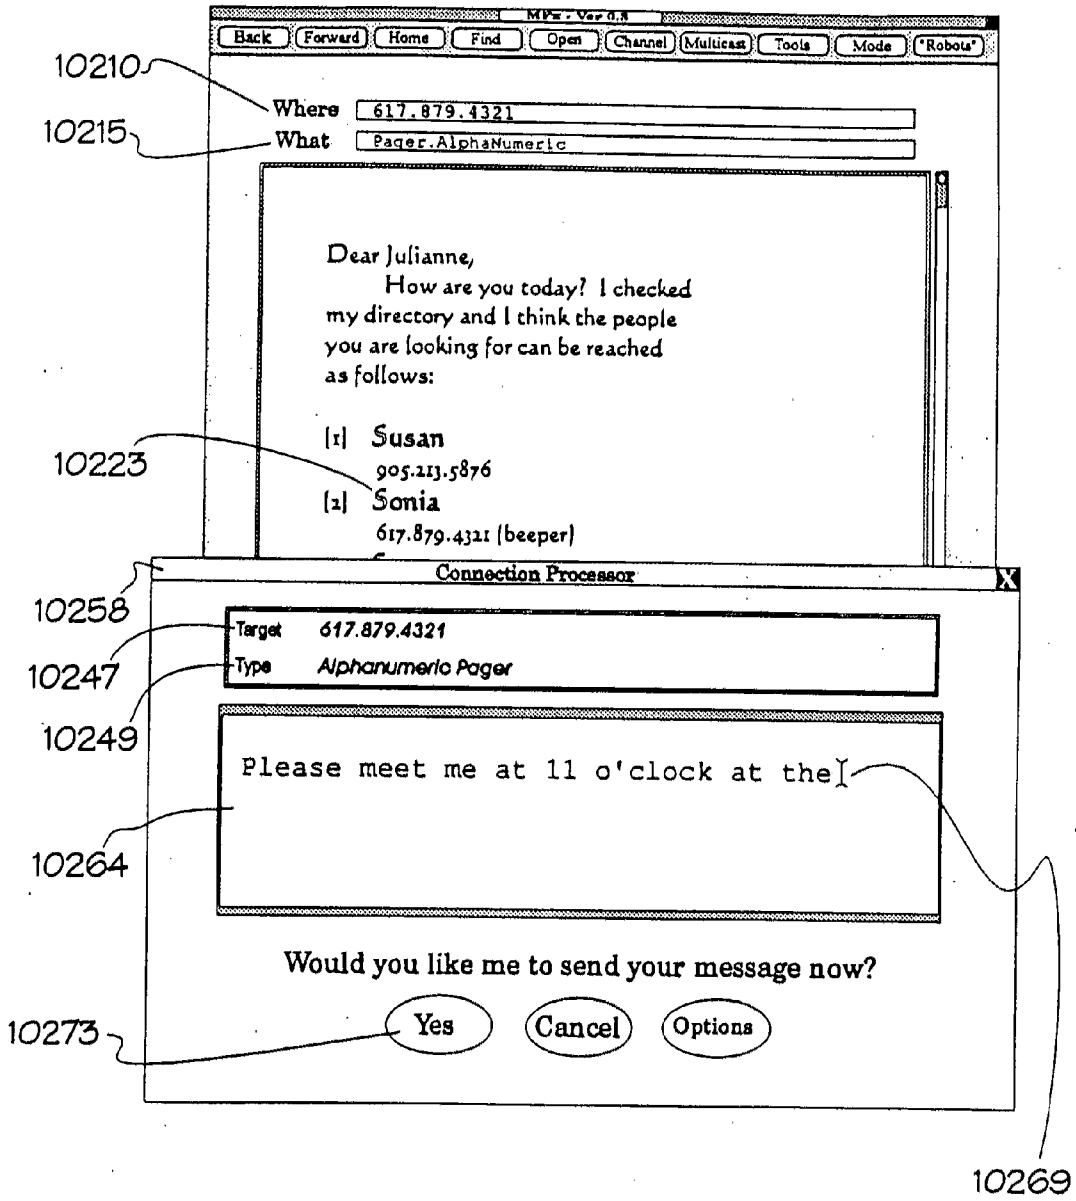 MPx - Ver 0.8
Back Forward Home Find Open Channel Multicast Tools Mode "Robots"
10210
Where 617.879.4321
10215
What Pager.AlphaNumeric
Dear Julianne,
How are you today? I checked
my directory and I think the people
you are looking for can be reached
as follows:
[1] Susan
905.213.5876
10223
[2] Sonia
617.879.4321 (beeper)
Connection Processor X
10258
Target 617.879.4321
10247
Type Alphanumeric Pager
10249
Please meet me at 11 o'clock at the
10264
Would you like me to send your message now?
10273
Yes Cancel Options
10269